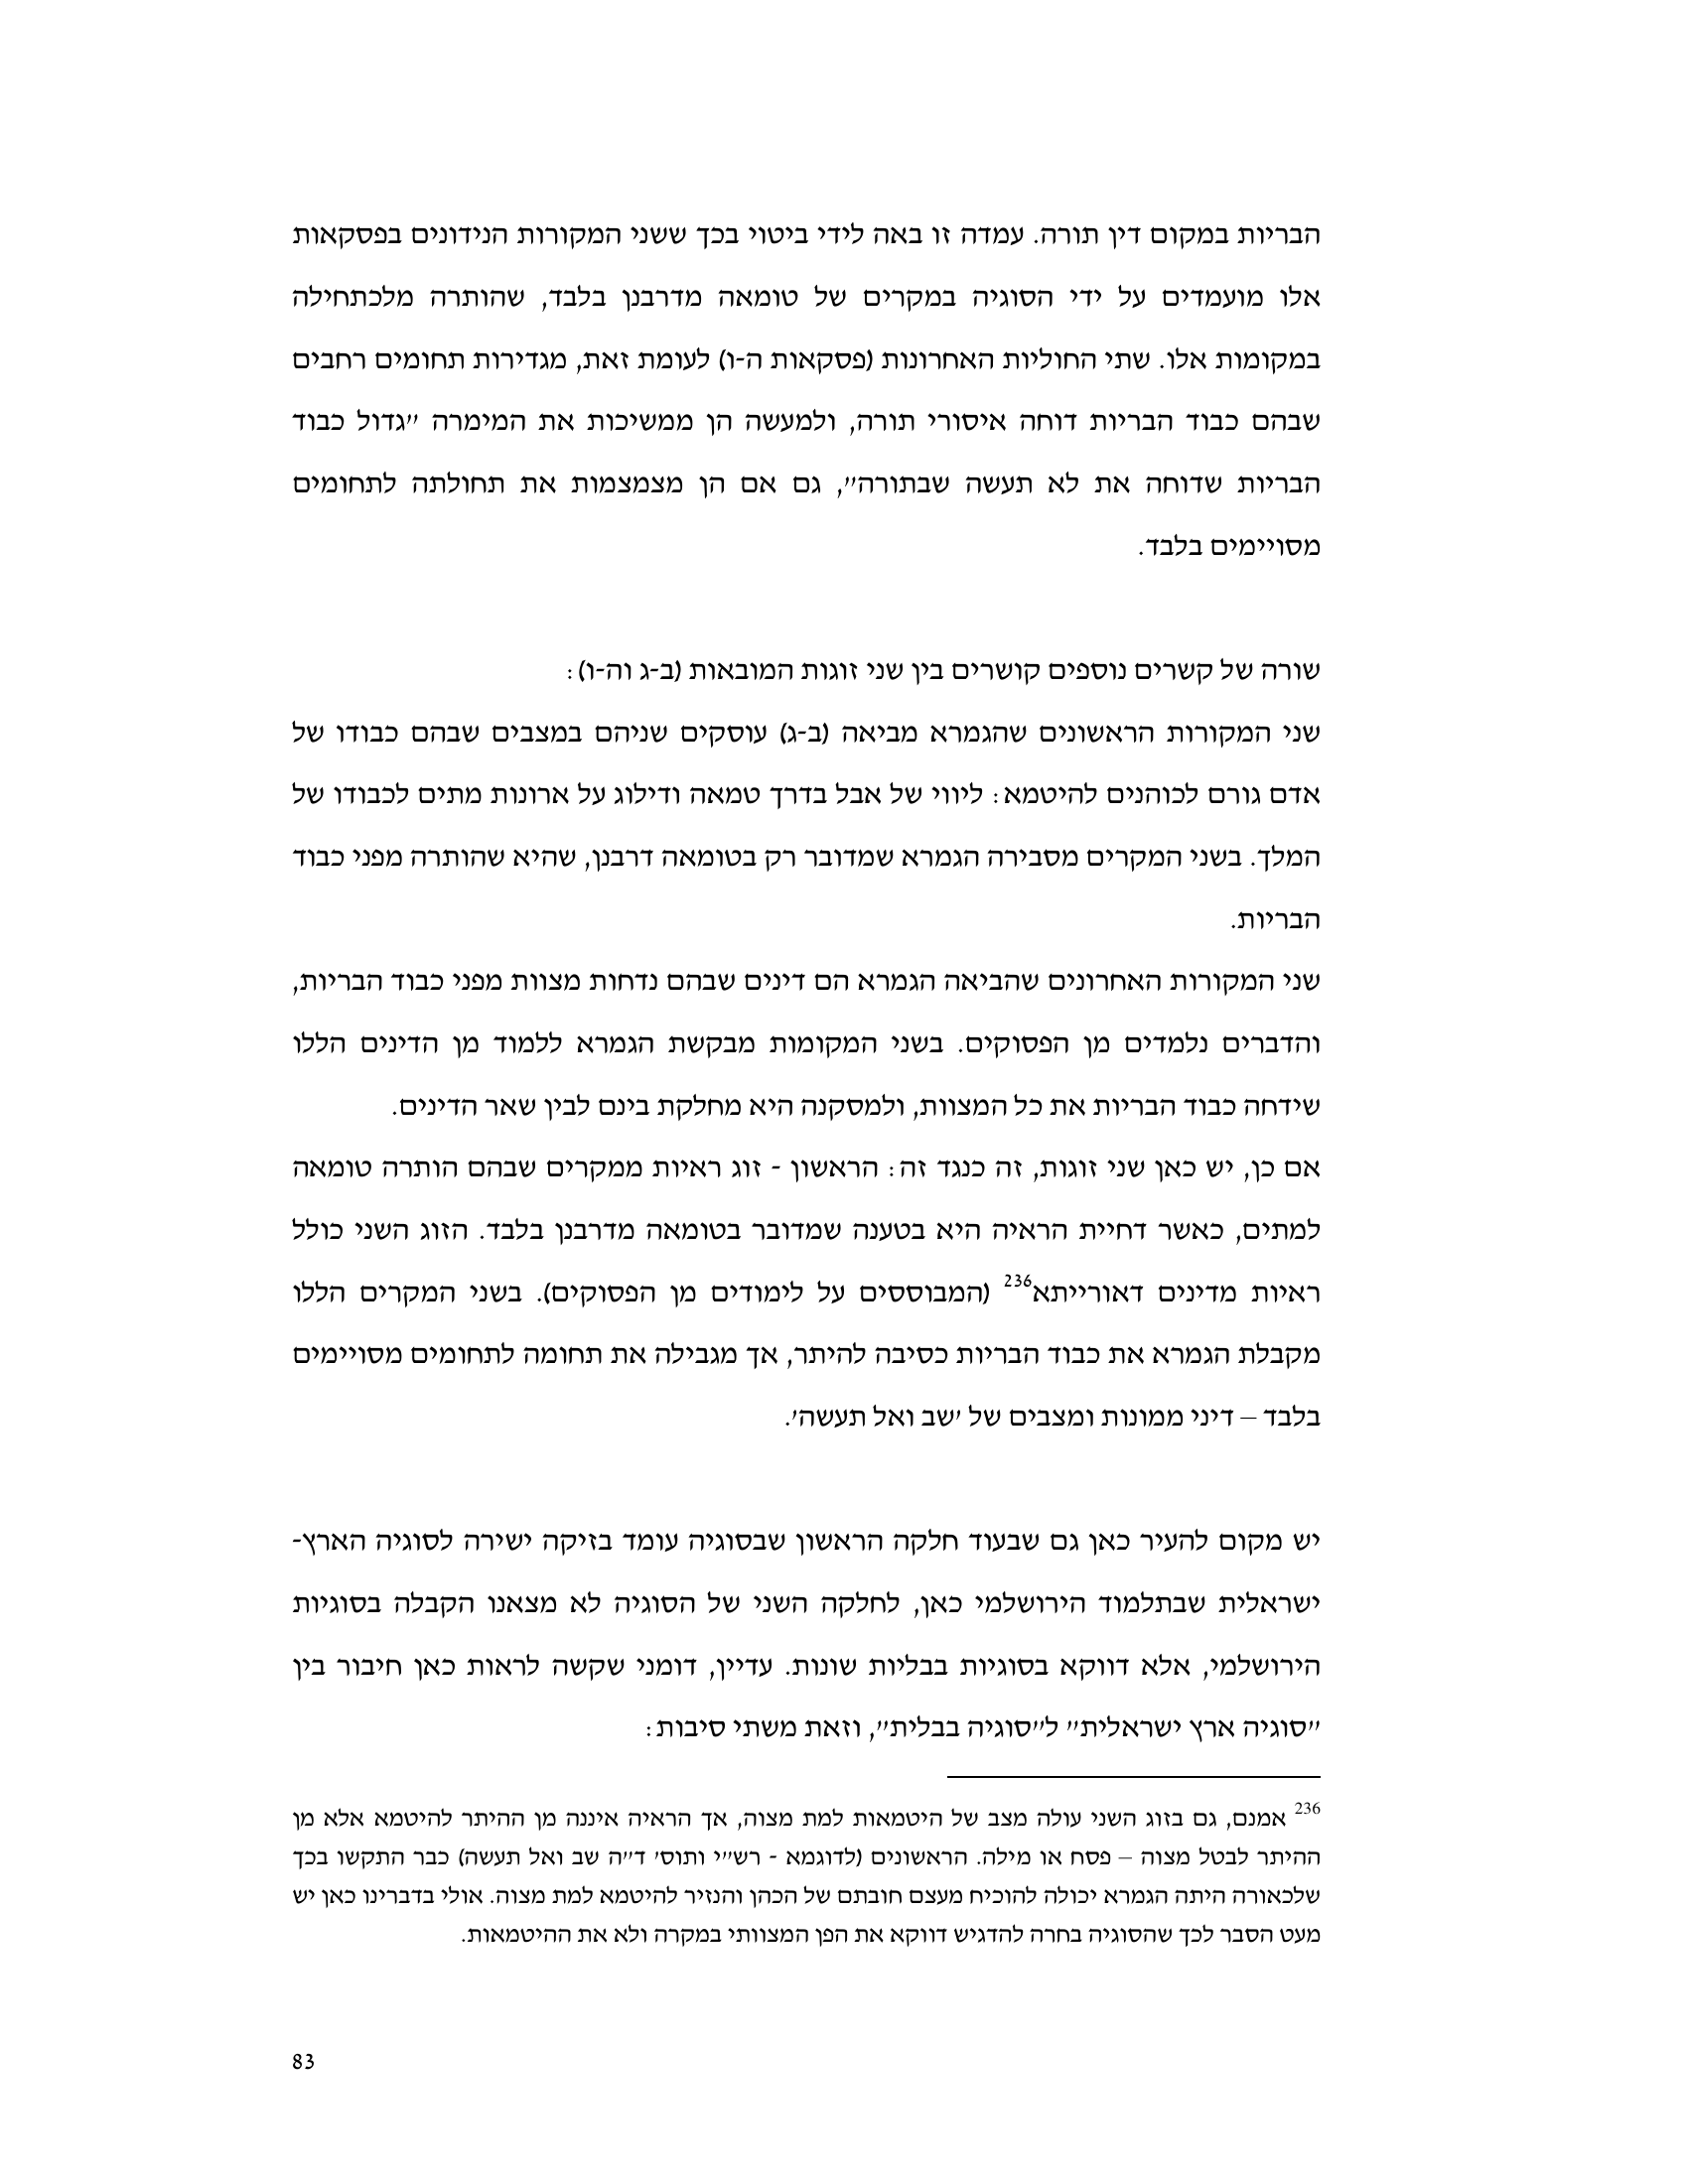 הבריות במקום דין תורה. עמדה זו באה לידי ביטוי בכך ששני המקורות הנידונים בפסקאות
אלו מועמדים על ידי הסוגיה במקרים של טומאה מדרבנן בלבד, שהותרה מלכתחילה
במקומות אלו. שתי החוליות האחרונות (פסקאות ה-ו) לעומת זאת, מגדירות תחומים רחבים
שבהם כבוד הבריות דוחה איסורי תורה, ולמעשה הן ממשיכות את המימרה "גדול כבוד
הבריות שדוחה את לא תעשה שבתורה", גם אם הן מצמצמות את תחולתה לתחומים
מסויימים בלבד.
שורה של קשרים נוספים קושרים בין שני זוגות המובאות (ב-ג וה-ו):
שני המקורות הראשונים שהגמרא מביאה (ב-ג) עוסקים שניהם במצבים שבהם כבודו של
אדם גורם לכוהנים להיטמא: ליווי של אבל בדרך טמאה ודילוג על ארונות מתים לכבודו של
המלך. בשני המקרים מסבירה הגמרא שמדובר רק בטומאה דרבנן, שהיא שהותרה מפני כבוד
הבריות.
שני המקורות האחרונים שהביאה הגמרא הם דינים שבהם נדחות מצוות מפני כבוד הבריות,
והדברים נלמדים מן הפסוקים. בשני המקומות מבקשת הגמרא ללמוד מן הדינים הללו
שידחה כבוד הבריות את כל המצוות, ולמסקנה היא מחלקת בינם לבין שאר הדינים.
אם כן, יש כאן שני זוגות, זה כנגד זה: הראשון - זוג ראיות ממקרים שבהם הותרה טומאה
למתים, כאשר דחיית הראיה היא בטענה שמדובר בטומאה מדרבנן בלבד. הזוג השני כולל
ראיות מדינים דאורייתא236 (המבוססים על לימודים מן הפסוקים). בשני המקרים הללו
מקבלת הגמרא את כבוד הבריות כסיבה להיתר, אך מגבילה את תחומה לתחומים מסויימים
בלבד – דיני ממונות ומצבים של 'שב ואל תעשה'.
יש מקום להעיר כאן גם שבעוד חלקה הראשון שבסוגיה עומד בזיקה ישירה לסוגיה הארץ-
ישראלית שבתלמוד הירושלמי כאן, לחלקה השני של הסוגיה לא מצאנו הקבלה בסוגיות
הירושלמי, אלא דווקא בסוגיות בבליות שונות. עדיין, דומני שקשה לראות כאן חיבור בין
"סוגיה ארץ ישראלית" ל"סוגיה בבלית", וזאת משתי סיבות:
236 אמנם, גם בזוג השני עולה מצב של היטמאות למת מצוה, אך הראיה איננה מן ההיתר להיטמא אלא מן
ההיתר לבטל מצוה – פסח או מילה. הראשונים (לדוגמא - רש"י ותוס' ד"ה שב ואל תעשה) כבר התקשו בכך
שלכאורה היתה הגמרא יכולה להוכיח מעצם חובתם של הכהן והנזיר להיטמא למת מצוה. אולי בדברינו כאן יש
מעט הסבר לכך שהסוגיה בחרה להדגיש דווקא את הפן המצוותי במקרה ולא את ההיטמאות.
83